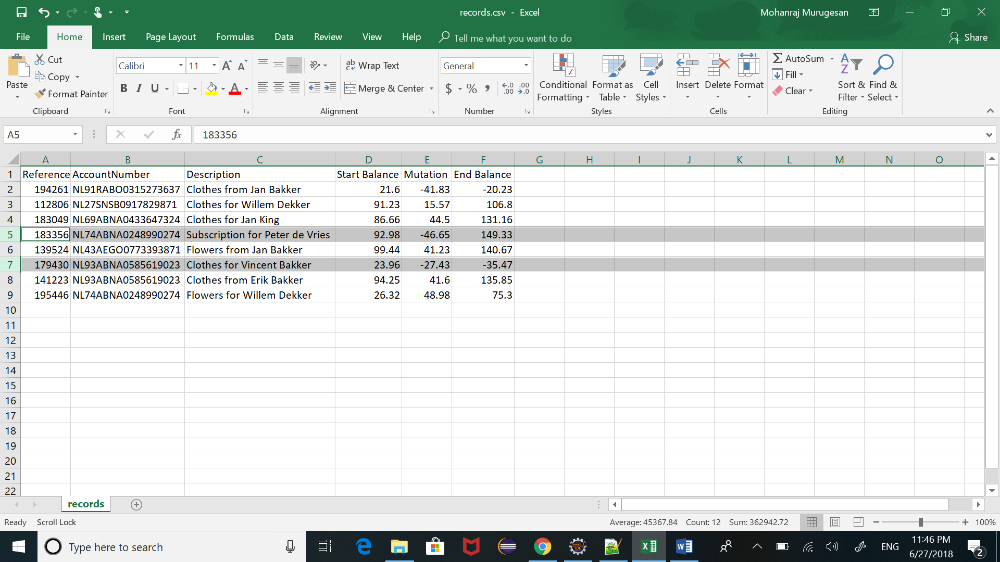 records.csv - Excel
Mohanraj Murugesan
File Home Insert Page Layout Formulas Data Review View Help Tell me what you want to do Share
Paste
Cut
Copy
Format Painter
Clipboard
Calibri 11
B I U A
Font
Wrap Text
Merge & Center
Alignment
General
$ % ,
Number
Conditional Formatting
Format as Table
Cell Styles
Styles
Insert Delete Format
Cells
AutoSum
Fill
Clear
Sort & Filter
Find & Select
Editing
A5 fx 183356
A B C D E F G H I J K L M N O
1 Reference AccountNumber Description Start Balance Mutation End Balance
2 194261 NL91RABO0315273637 Clothes from Jan Bakker 21.6 -41.83 -20.23
3 112806 NL27SNSB0917829871 Clothes for Willem Dekker 91.23 15.57 106.8
4 183049 NL69ABNA0433647324 Clothes for Jan King 86.66 44.5 131.16
5 183356 NL74ABNA0248990274 Subscription for Peter de Vries 92.98 -46.65 149.33
6 139524 NL43AEGO0773393871 Flowers from Jan Bakker 99.44 41.23 140.67
7 179430 NL93ABNA0585619023 Clothes for Vincent Bakker 23.96 -27.43 -35.47
8 141223 NL93ABNA0585619023 Clothes from Erik Bakker 94.25 41.6 135.85
9 195446 NL74ABNA0248990274 Flowers for Willem Dekker 26.32 48.98 75.3
10
11
12
13
14
15
16
17
18
19
20
21
22
records
Ready Scroll Lock Average: 45367.84 Count: 12 Sum: 362942.72 100%
Type here to search
ENG
11:46 PM
6/27/2018
2